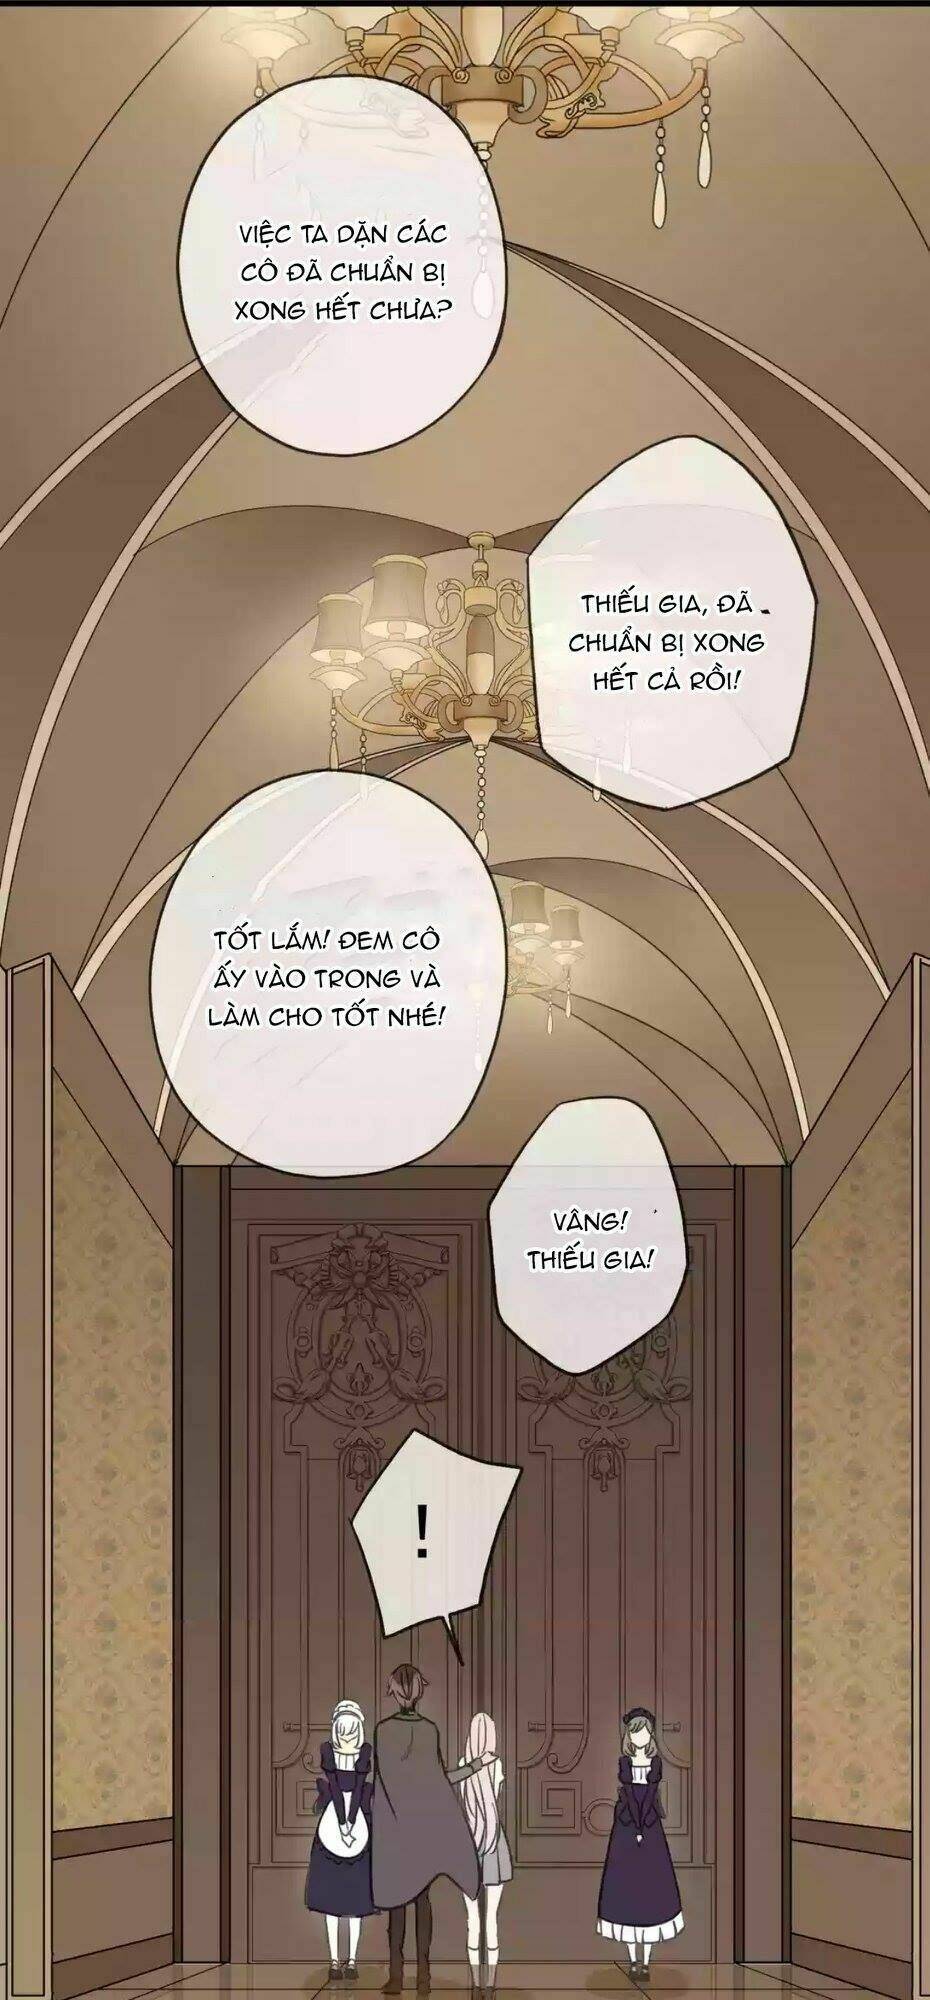 VIỆC TA DẶN CÁC
CÔ ĐÃ CHUẨN BỊ
XONG HẾT CHƯA?
THIẾU GIA, ĐÃ
CHUẨN BỊ XONG
HẾT CẢ RỒI!
TỐT LẮM! ĐEM CÔ
ẤY VÀO TRONG VÀ
LÀM CHO TỐT NHÉ!
VÂNG!
THIẾU GIA!
!